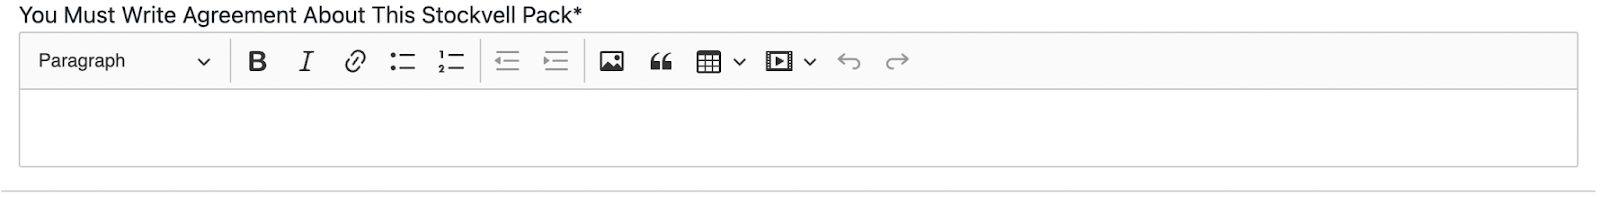 You Must Write Agreement About This Stockvell Pack*
Paragraph